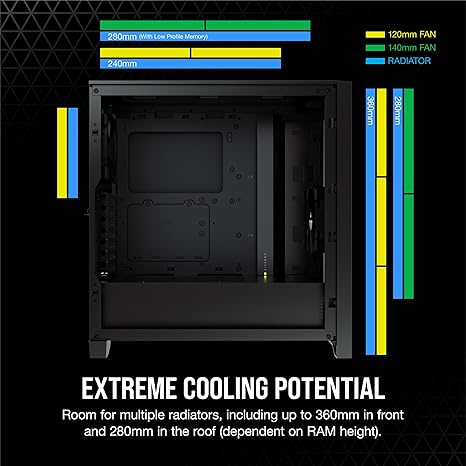 280mm (With Low Profile Memory)
240mm
120mm FAN
140mm FAN
RADIATOR
360mm
280mm
EXTREME COOLING POTENTIAL
Room for multiple radiators, including up to 360mm in front
and 280mm in the roof (dependent on RAM height).